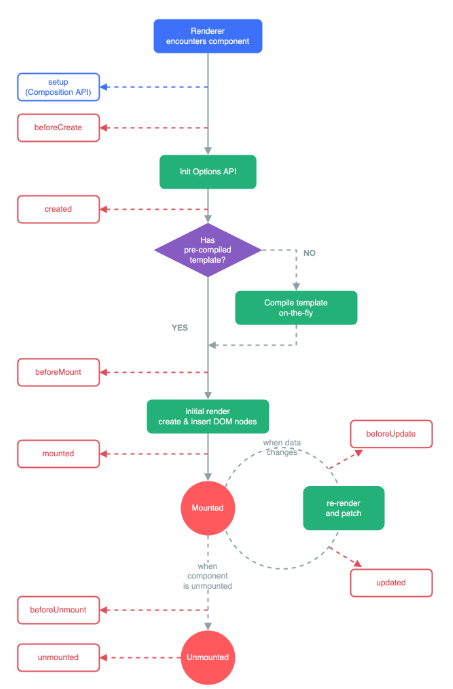 Renderer
encounters component
setup
(Composition API)
beforeCreate
Init Options API
created
Has
pre-compiled
template?
NO
Compile template
on-the-fly
YES
beforeMount
initial render
create & insert DOM nodes
mounted
when data
changes
beforeUpdate
Mounted
re-render
and patch
when
component
is unmounted
updated
beforeUnmount
unmounted
Unmounted